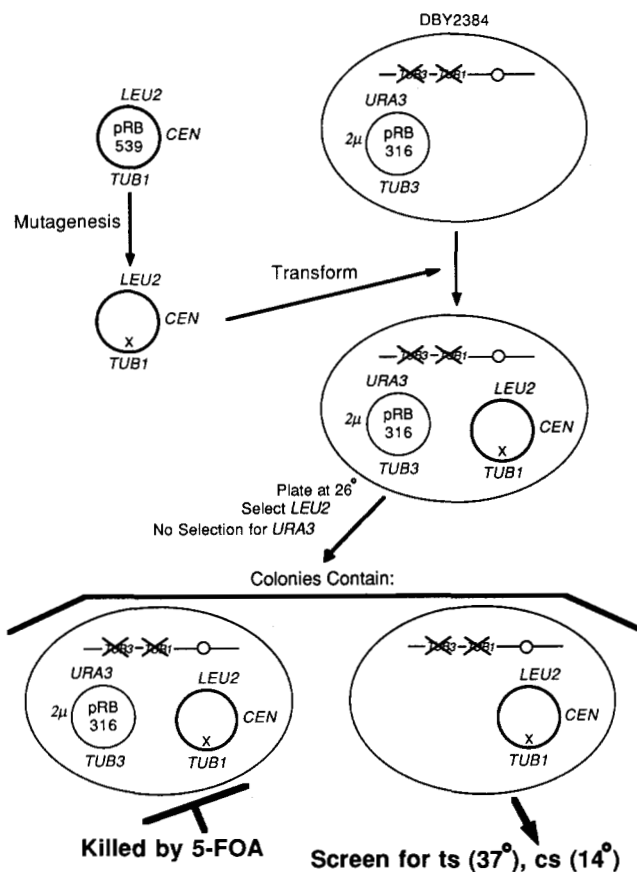 DBY2384
TUB3 TUB1
LEU2
pRB
539
CEN
TUB1
URA3
2μ
pRB
316
TUB3
Mutagenesis
LEU2
CEN
x
TUB1
Transform
TUB3 TUB1
URA3
2μ
pRB
316
TUB3
LEU2
CEN
x
TUB1
Plate at 26°
Select LEU2
No Selection for URA3
Colonies Contain:
TUB3 TUB1
URA3
2μ
pRB
316
TUB3
LEU2
CEN
x
TUB1
TUB3 TUB1
LEU2
CEN
x
TUB1
Killed by 5-FOA
Screen for ts (37°), cs (14°)